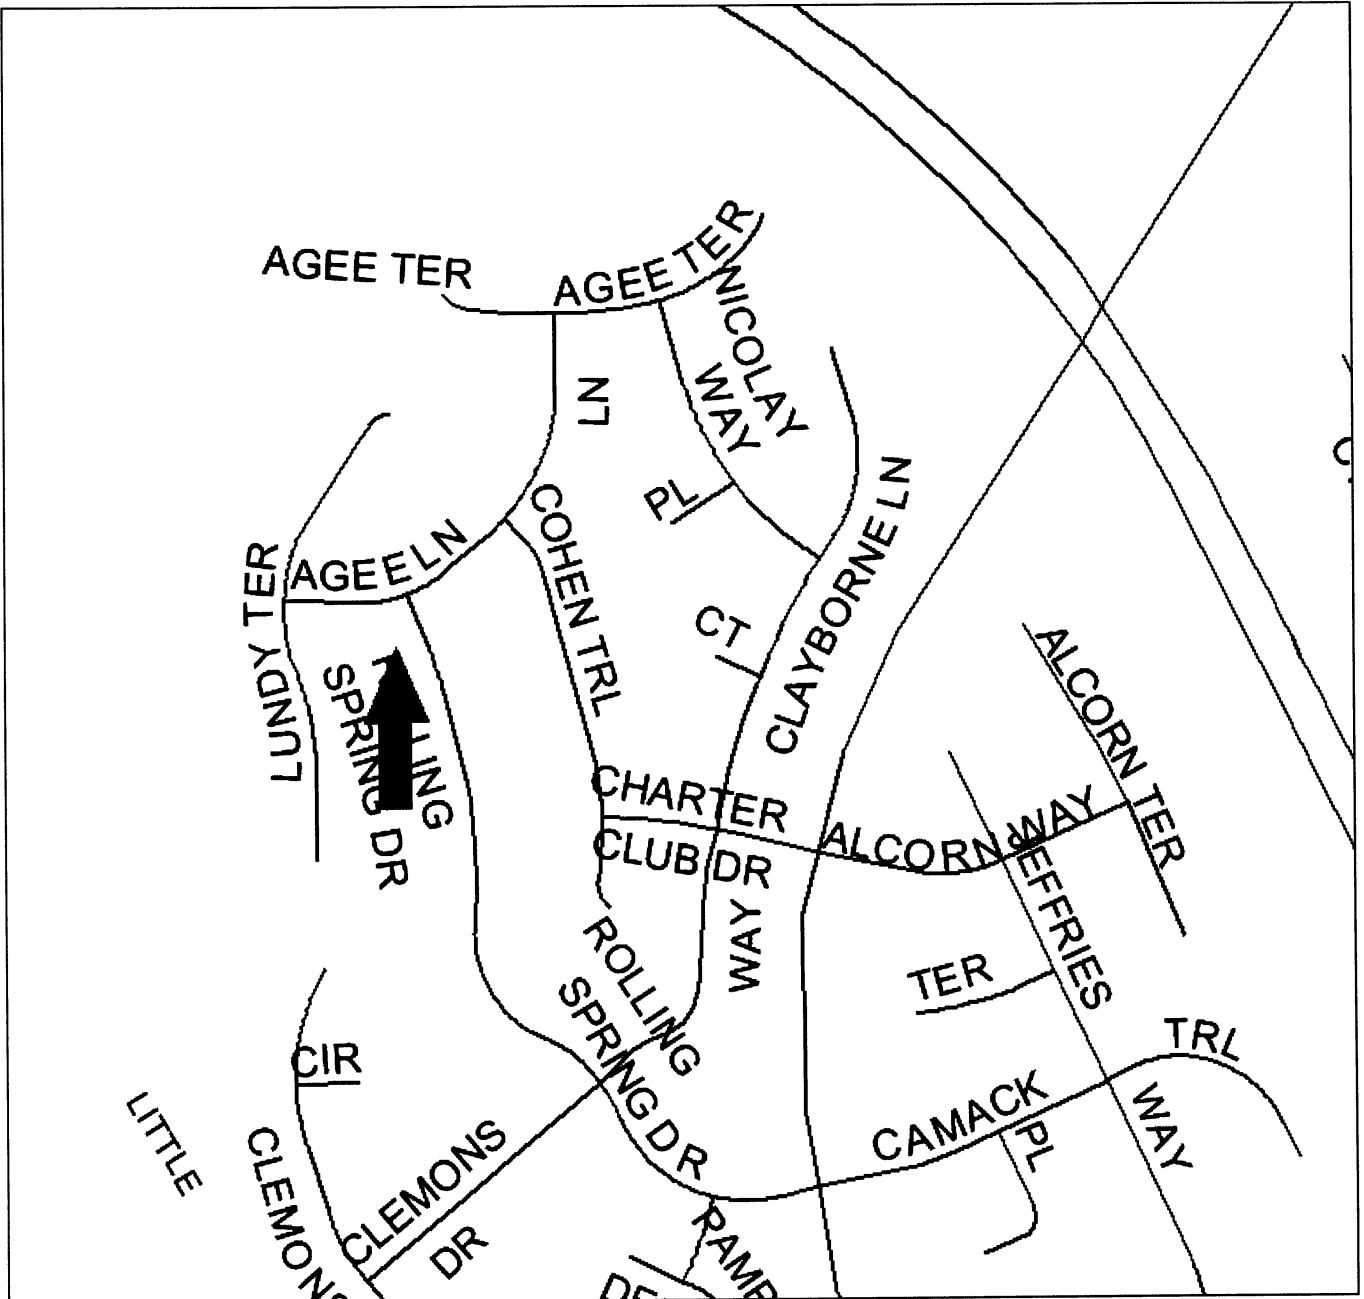 AGEE TER
AGEE TER
NICOLAY
WAY
LN
PL
CLAYBORNE LN
COHEN TRL
AGEE LN
LUNDY TER
CT
SPRING DR
ALCORN TER
CHARTER
CLUB DR
ALCORN WAY
JEFFRIES
WAY
WAY
TER
ROLLING
SPRING DR
TRL
CAMACK
PL
CIR
LITTLE
CLEMONS
DR